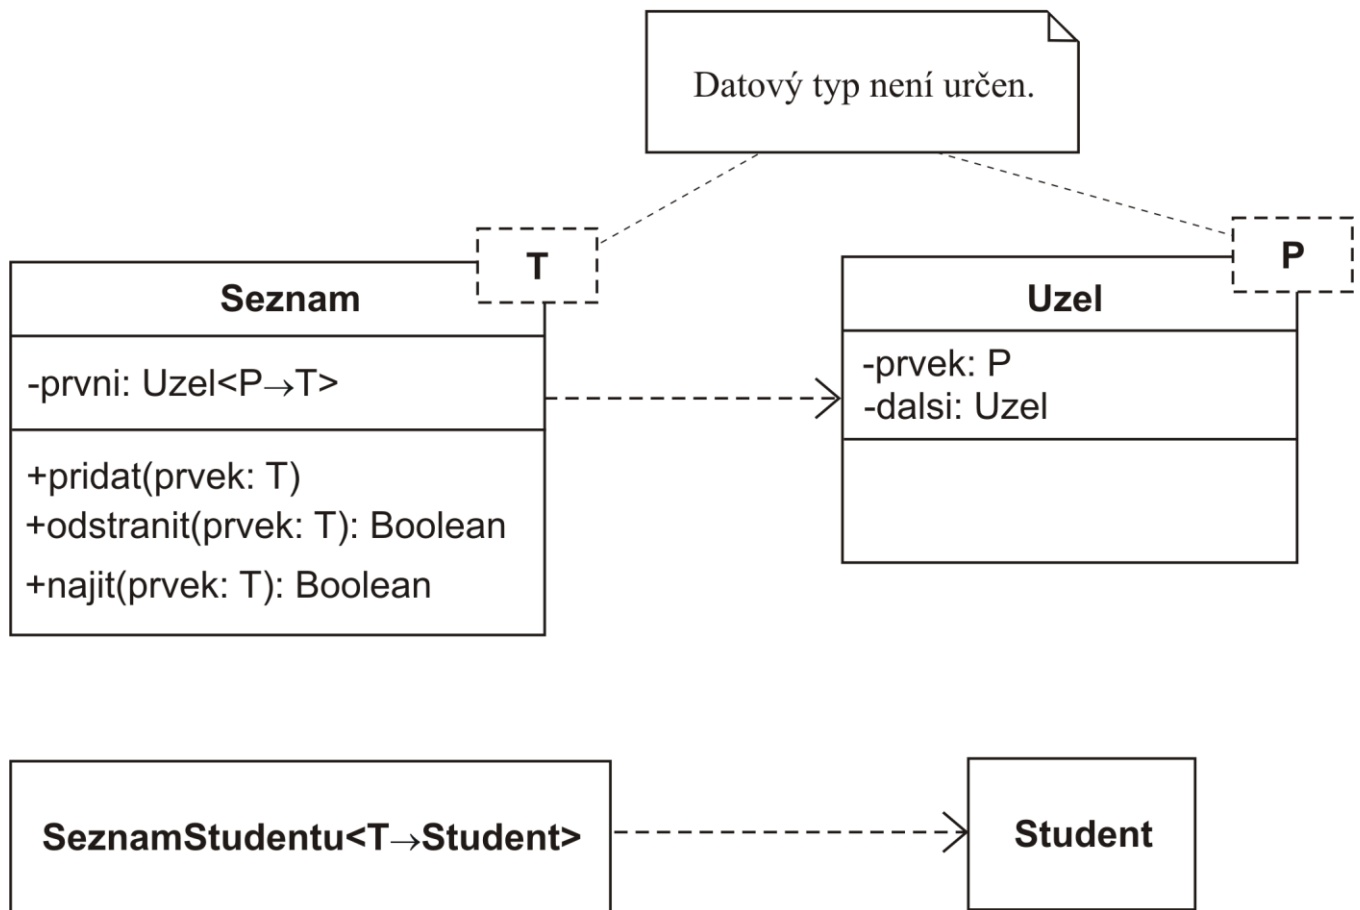 Datový typ není určen.
T
P
Seznam
Uzel
-prvni: Uzel<P→T>
-prvek: P
-dalsi: Uzel
+pridat(prvek: T)
+odstranit(prvek: T): Boolean
+najit(prvek: T): Boolean
SeznamStudentu<T→Student>
Student